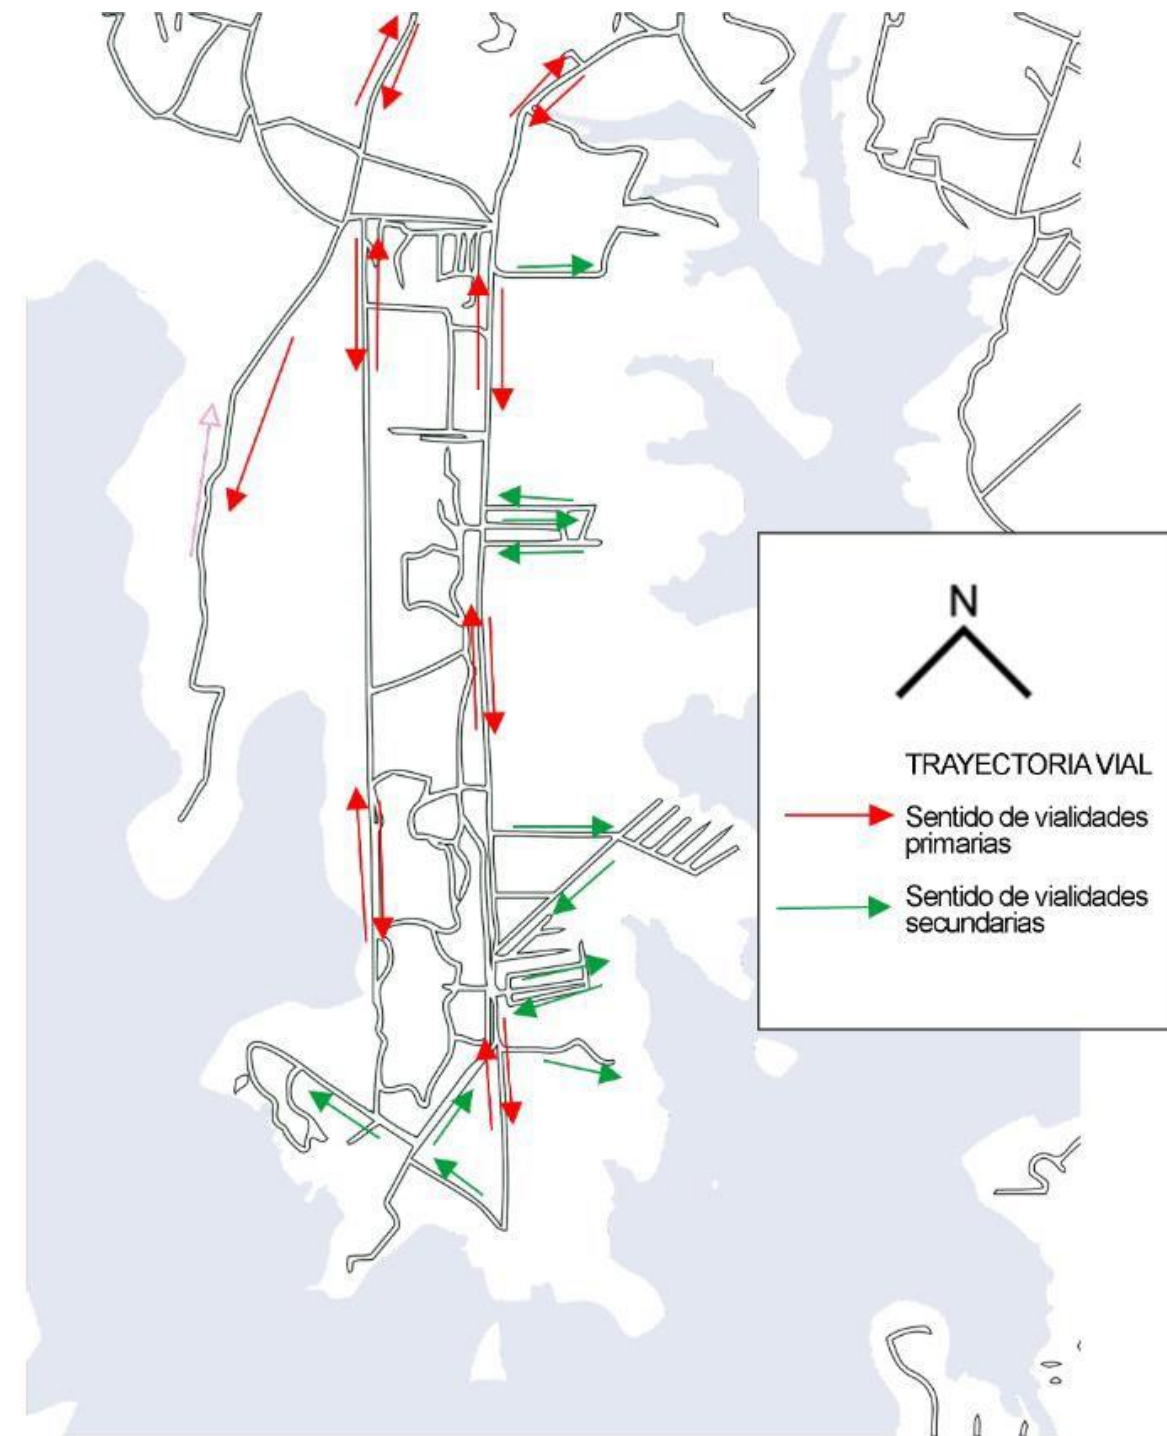 N
TRAYECTORIA VIAL
Sentido de vialidades
primarias
Sentido de vialidades
secundarias